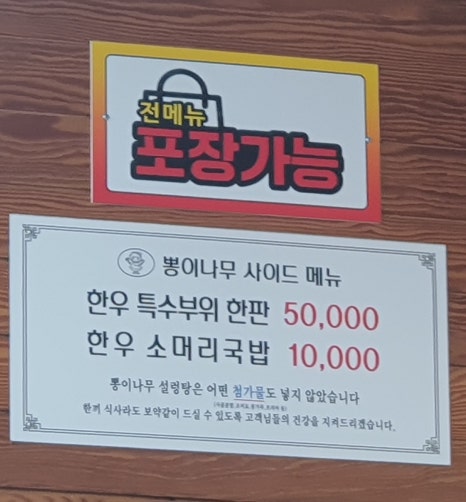 전메뉴
포장가능
뽕이나무 사이드 메뉴
한우 특수부위 한판 50,000
한우 소머리국밥 10,000
뽕이나무 설렁탕은 어떤 첨가물도 넣지 않았습니다
한끼 식사라도 보약같이 드실 수 있도록 고객님들의 건강을 지켜드리겠습니다.